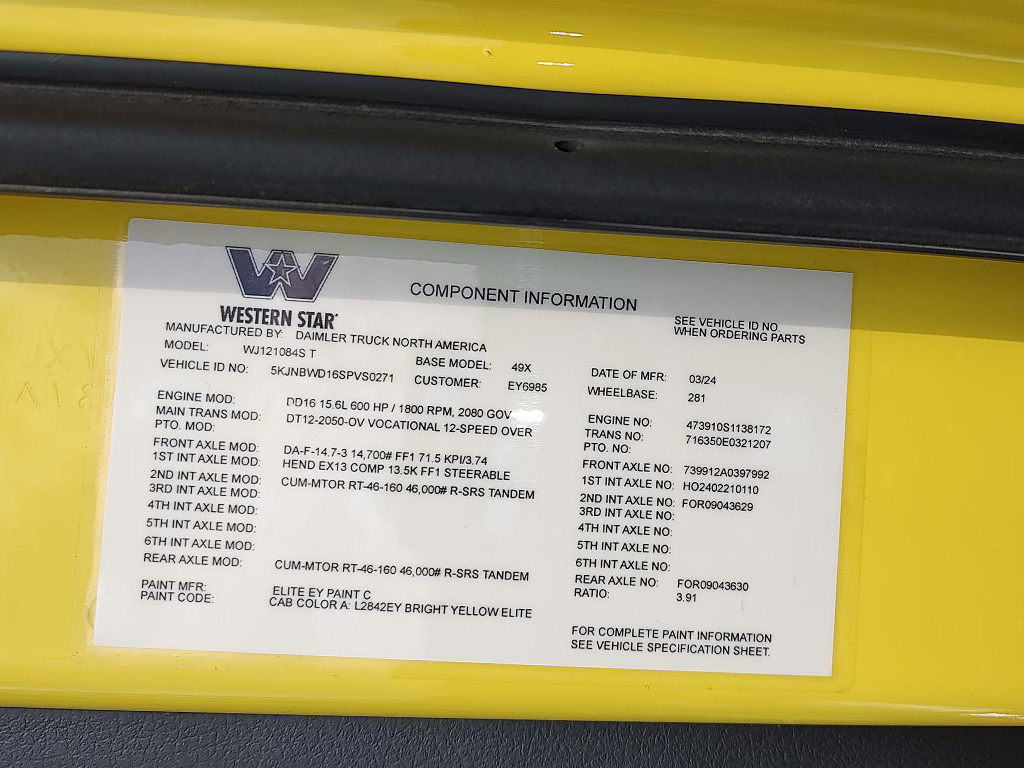 W
WESTERN STAR
COMPONENT INFORMATION
SEE VEHICLE ID NO.
WHEN ORDERING PARTS
MANUFACTURED BY: DAIMLER TRUCK NORTH AMERICA
MODEL: WJ121084S T
BASE MODEL: 49X
DATE OF MFR: 03/24
VEHICLE ID NO: 5KJNBWD16SPVS0271
CUSTOMER: EY6985
WHEELBASE: 281
ENGINE MOD: DD16 15.6L 600 HP / 1800 RPM, 2080 GOV
ENGINE NO: 473910S1138172
MAIN TRANS MOD: DT12-2050-OV VOCATIONAL 12-SPEED OVER
TRANS NO: 716350E0321207
PTO. MOD:
PTO. NO:
FRONT AXLE MOD: DA-F-14.7-3 14,700# FF1 71.5 KPI/3.74
FRONT AXLE NO: 739912A0397992
1ST INT AXLE MOD: HEND EX13 COMP 13.5K FF1 STEERABLE
1ST INT AXLE NO: HO2402210110
2ND INT AXLE MOD: CUM-MTOR RT-46-160 46,000# R-SRS TANDEM
2ND INT AXLE NO: FOR09043629
3RD INT AXLE MOD:
3RD INT AXLE NO:
4TH INT AXLE MOD:
4TH INT AXLE NO:
5TH INT AXLE MOD:
5TH INT AXLE NO:
6TH INT AXLE MOD:
6TH INT AXLE NO:
REAR AXLE MOD: CUM-MTOR RT-46-160 46,000# R-SRS TANDEM
REAR AXLE NO: FOR09043630
RATIO: 3.91
PAINT MFR: ELITE EY PAINT C
PAINT CODE: CAB COLOR A: L2842EY BRIGHT YELLOW ELITE
FOR COMPLETE PAINT INFORMATION
SEE VEHICLE SPECIFICATION SHEET.